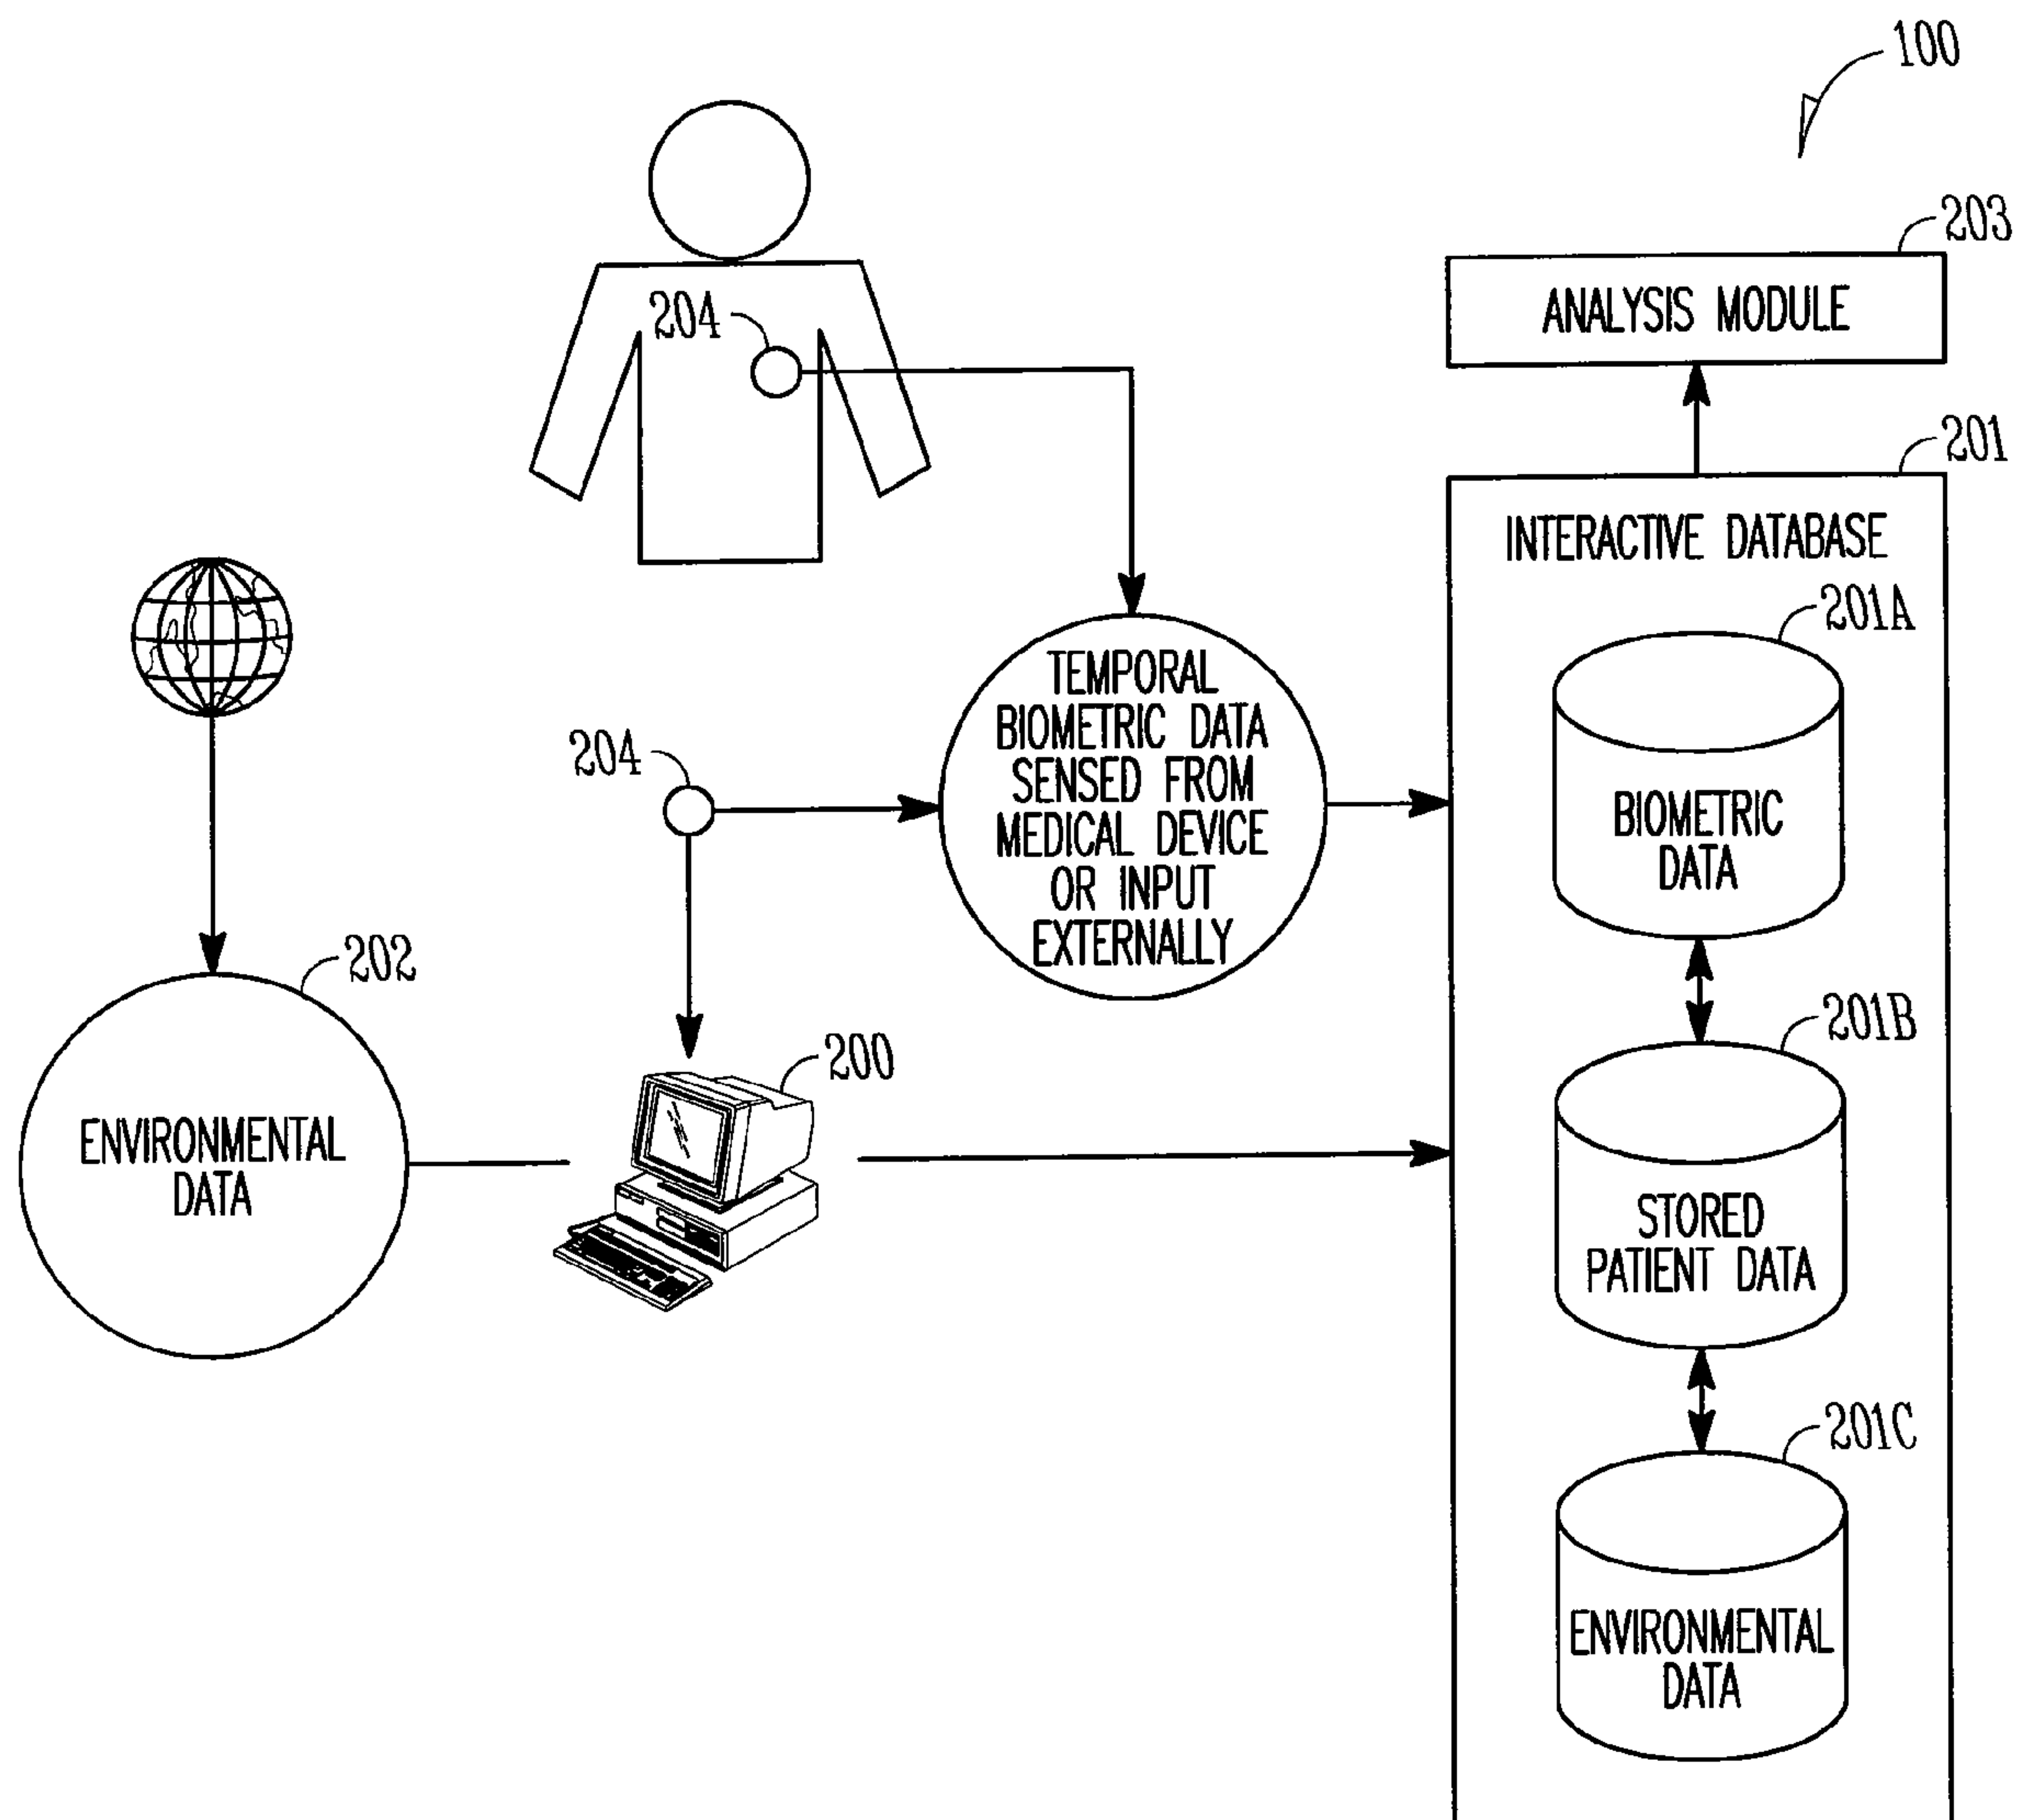 100
203
ANALYSIS MODULE
204
201
INTERACTIVE DATABASE
201A
TEMPORAL
BIOMETRIC DATA
SENSED FROM
MEDICAL DEVICE
OR INPUT
EXTERNALLY
204
BIOMETRIC
DATA
202
201B
200
ENVIRONMENTAL
DATA
STORED
PATIENT DATA
201C
ENVIRONMENTAL
DATA